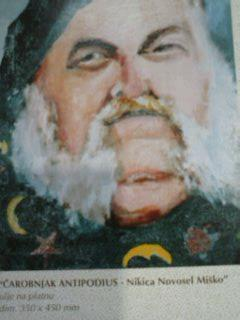 "ČAROBNJAK ANTIPODIUS - Nikica Novosel Miško"
ulje na platnu
dim. 350 x 450 mm